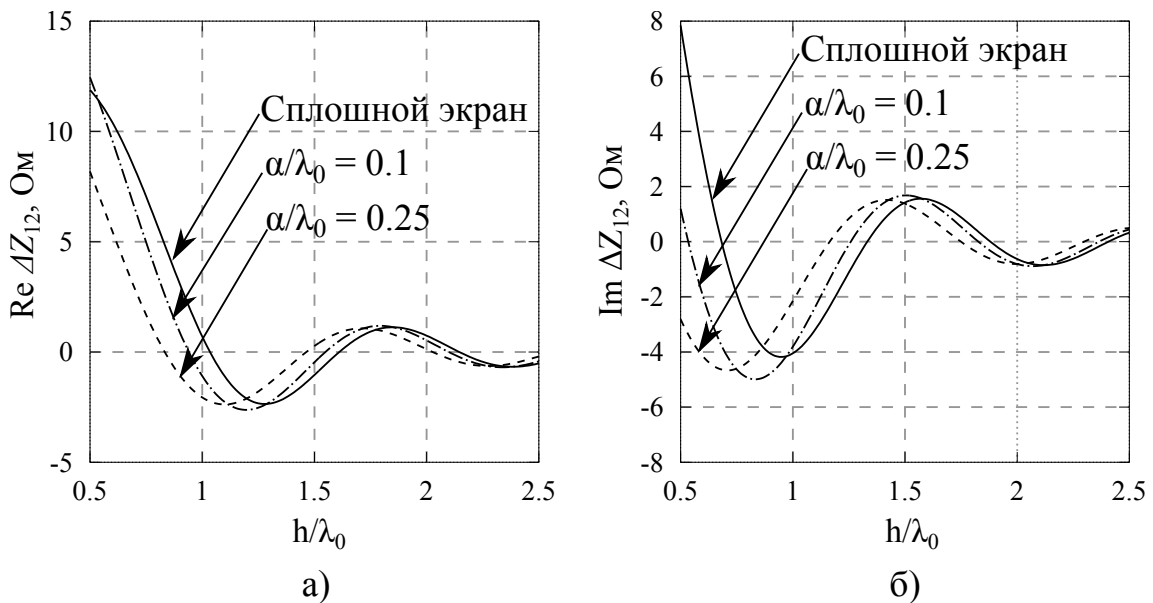 15
10
5
0
-5
Re ΔZ₁₂, Ом
Сплошной экран
α/λ₀ = 0.1
α/λ₀ = 0.25
0.5 1 1.5 2 2.5
h/λ₀
а)
8
6
4
2
0
-2
-4
-6
-8
Im ΔZ₁₂, Ом
Сплошной экран
α/λ₀ = 0.1
α/λ₀ = 0.25
0.5 1 1.5 2 2.5
h/λ₀
б)